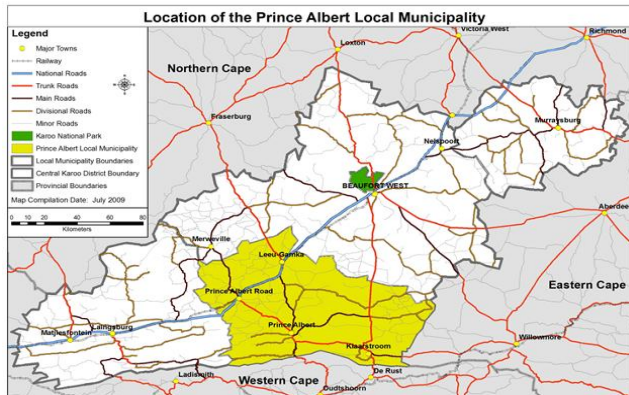 Location of the Prince Albert Local Municipality
Legend
Major Towns
Railway
National Roads
Trunk Roads
Main Roads
Divisional Roads
Minor Roads
Karoo National Park
Prince Albert Local Municipality
Local Municipality Boundaries
Central Karoo District Boundary
Provincial Boundaries
Map Compilation Date: July 2009
0 10 20 40 60 80
Kilometers
Victoria West
Richmond
Loxton
Northern Cape
Fraserburg
Murraysburg
Nelspoort
BEAUFORT WEST
Aberdee
Merweville
Leeu-Gamka
Eastern Cape
Prince Albert Road
Prince Albert
Laingsburg
Matjiesfontein
Klaarstroom
Willowmore
Ladismith
Western Cape
De Rust
Oudtshoorn